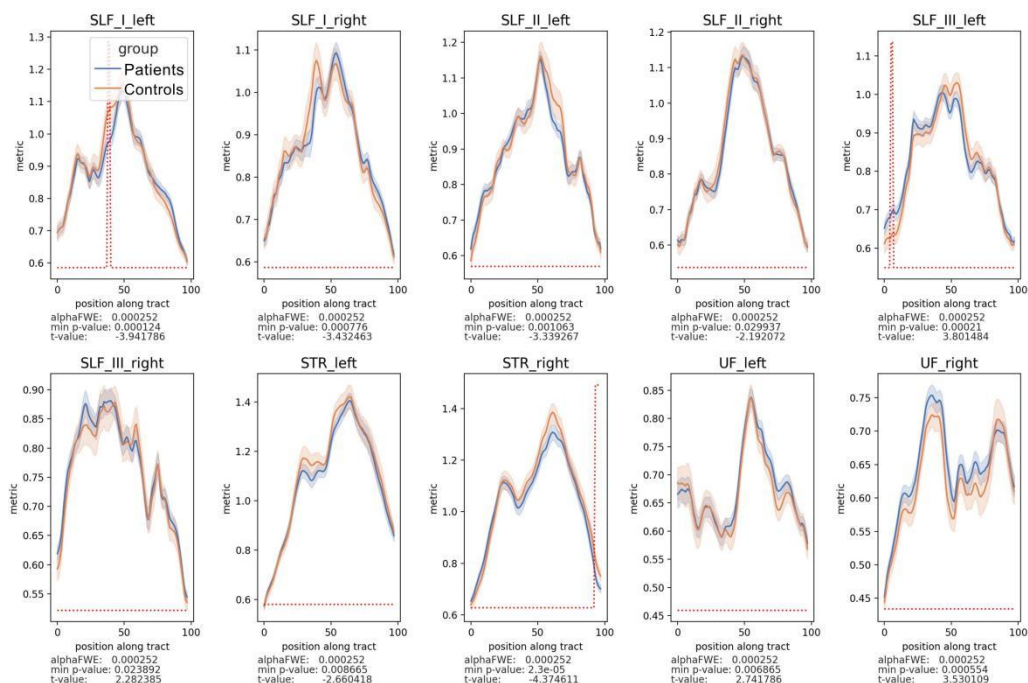 SLF_I_left
SLF_I_right
SLF_II_left
SLF_II_right
SLF_III_left
group
Patients
Controls
1.3
1.2
1.1
1.0
0.9
0.8
0.7
0.6
metric
0
50
100
position along tract
alphaFWE: 0.000252
min p-value: 0.000124
t-value: -3.941786
1.1
1.0
0.9
0.8
0.7
0.6
metric
0
50
100
position along tract
alphaFWE: 0.000252
min p-value: 0.000776
t-value: -3.432463
1.2
1.1
1.0
0.9
0.8
0.7
0.6
metric
0
50
100
position along tract
alphaFWE: 0.000252
min p-value: 0.001063
t-value: -3.339267
1.2
1.1
1.0
0.9
0.8
0.7
0.6
metric
0
50
100
position along tract
alphaFWE: 0.000252
min p-value: 0.029937
t-value: -2.192072
1.1
1.0
0.9
0.8
0.7
0.6
metric
0
50
100
position along tract
alphaFWE: 0.000252
min p-value: 0.00021
t-value: 3.801484
SLF_III_right
STR_left
STR_right
UF_left
UF_right
0.90
0.85
0.80
0.75
0.70
0.65
0.60
0.55
metric
0
50
100
position along tract
alphaFWE: 0.000252
min p-value: 0.023892
t-value: 2.282385
1.4
1.2
1.0
0.8
0.6
metric
0
50
100
position along tract
alphaFWE: 0.000252
min p-value: 0.008665
t-value: -2.660418
1.4
1.2
1.0
0.8
0.6
metric
0
50
100
position along tract
alphaFWE: 0.000252
min p-value: 2.3e-05
t-value: -4.374611
0.85
0.80
0.75
0.70
0.65
0.60
0.55
0.50
0.45
metric
0
50
100
position along tract
alphaFWE: 0.000252
min p-value: 0.006865
t-value: 2.741786
0.75
0.70
0.65
0.60
0.55
0.50
0.45
metric
0
50
100
position along tract
alphaFWE: 0.000252
min p-value: 0.000554
t-value: 3.530109